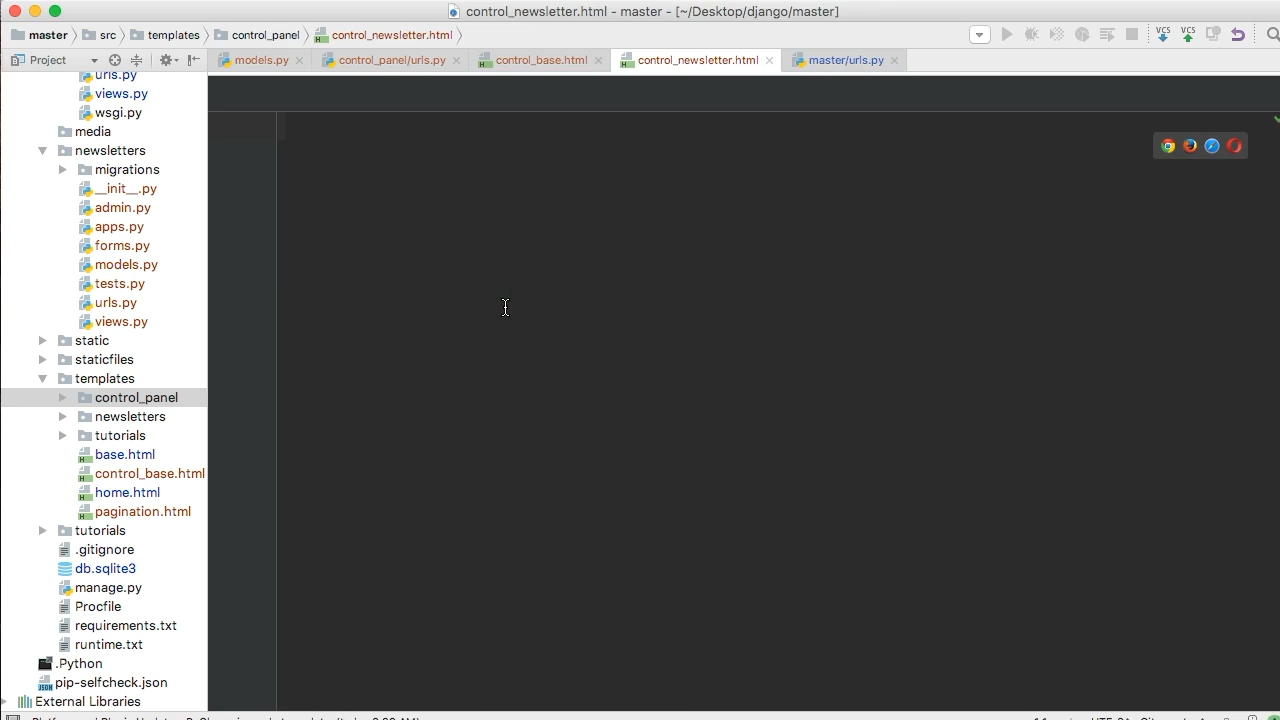 control_newsletter.html - master - [~/Desktop/django/master]
master src templates control_panel control_newsletter.html
VCS VCS
Project
models.py control_panel/urls.py control_base.html control_newsletter.html master/urls.py
urls.py
views.py
wsgi.py
media
newsletters
migrations
__init__.py
admin.py
apps.py
forms.py
models.py
tests.py
urls.py
views.py
static
staticfiles
templates
control_panel
newsletters
tutorials
base.html
control_base.html
home.html
pagination.html
tutorials
.gitignore
db.sqlite3
manage.py
Procfile
requirements.txt
runtime.txt
.Python
pip-selfcheck.json
External Libraries